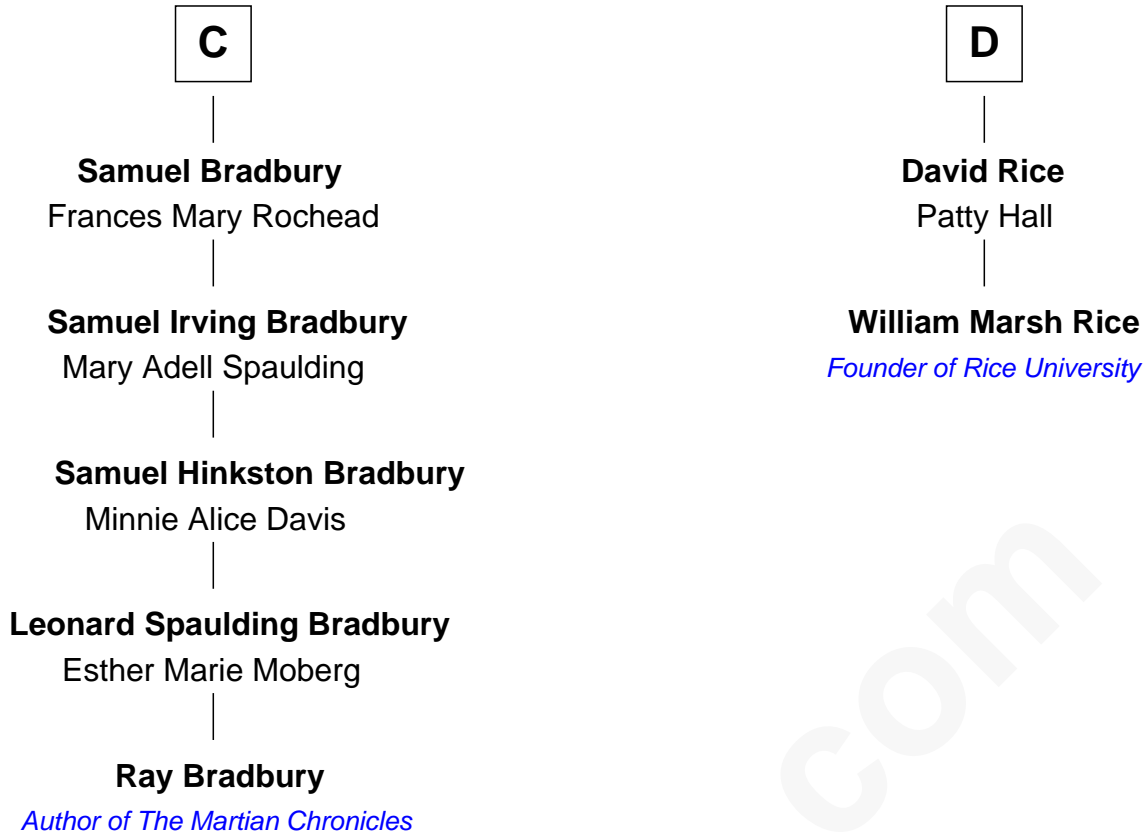 C
Samuel Bradbury
Frances Mary Rochead
Samuel Irving Bradbury
Mary Adell Spaulding
Samuel Hinkston Bradbury
Minnie Alice Davis
Leonard Spaulding Bradbury
Esther Marie Moberg
Ray Bradbury
Author of The Martian Chronicles
D
David Rice
Patty Hall
William Marsh Rice
Founder of Rice University
com